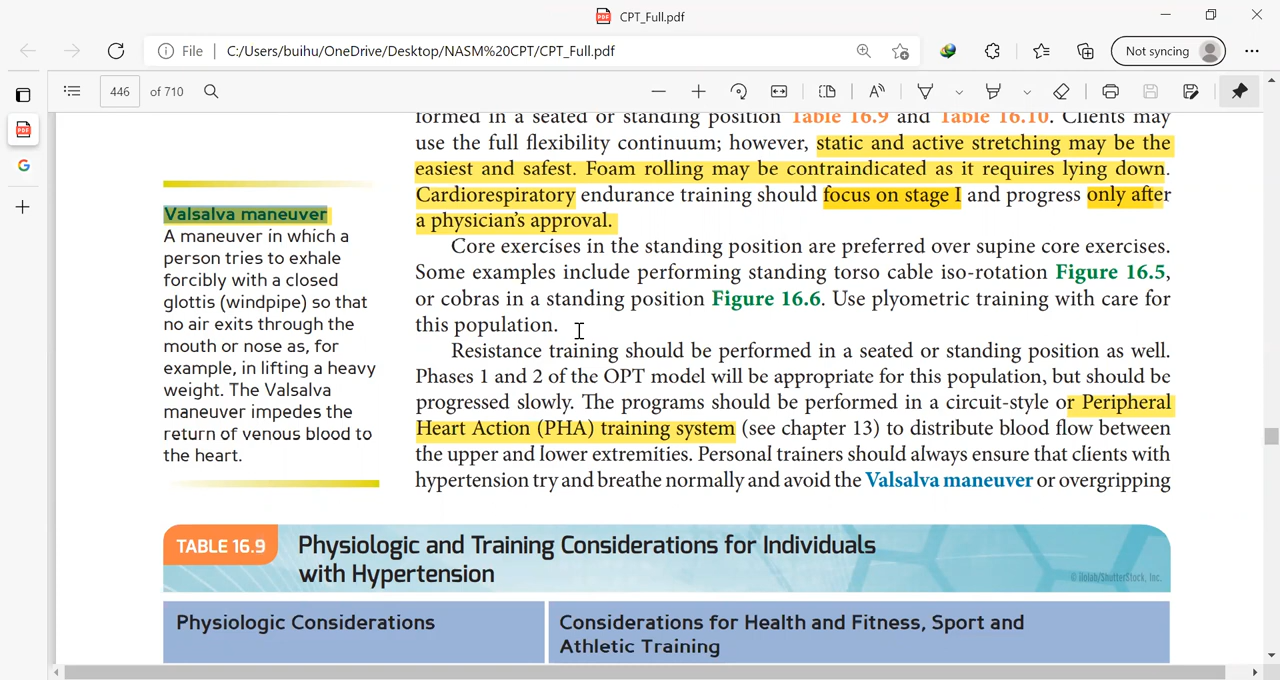 CPT_Full.pdf
File | C:/Users/buihu/OneDrive/Desktop/NASM%20CPT/CPT_Full.pdf
Not syncing
446 of 710
formed in a seated or standing position Table 16.9 and Table 16.10. Clients may
use the full flexibility continuum; however, static and active stretching may be the
easiest and safest. Foam rolling may be contraindicated as it requires lying down.
Cardiorespiratory endurance training should focus on stage I and progress only after
a physician's approval.
Core exercises in the standing position are preferred over supine core exercises.
Some examples include performing standing torso cable iso-rotation Figure 16.5,
or cobras in a standing position Figure 16.6. Use plyometric training with care for
this population.
Resistance training should be performed in a seated or standing position as well.
Phases 1 and 2 of the OPT model will be appropriate for this population, but should be
progressed slowly. The programs should be performed in a circuit-style or Peripheral
Heart Action (PHA) training system (see chapter 13) to distribute blood flow between
the upper and lower extremities. Personal trainers should always ensure that clients with
hypertension try and breathe normally and avoid the Valsalva maneuver or overgripping
Valsalva maneuver
A maneuver in which a
person tries to exhale
forcibly with a closed
glottis (windpipe) so that
no air exits through the
mouth or nose as, for
example, in lifting a heavy
weight. The Valsalva
maneuver impedes the
return of venous blood to
the heart.
TABLE 16.9
Physiologic and Training Considerations for Individuals
with Hypertension
© ilolab/ShutterStock, Inc.
Physiologic Considerations
Considerations for Health and Fitness, Sport and
Athletic Training